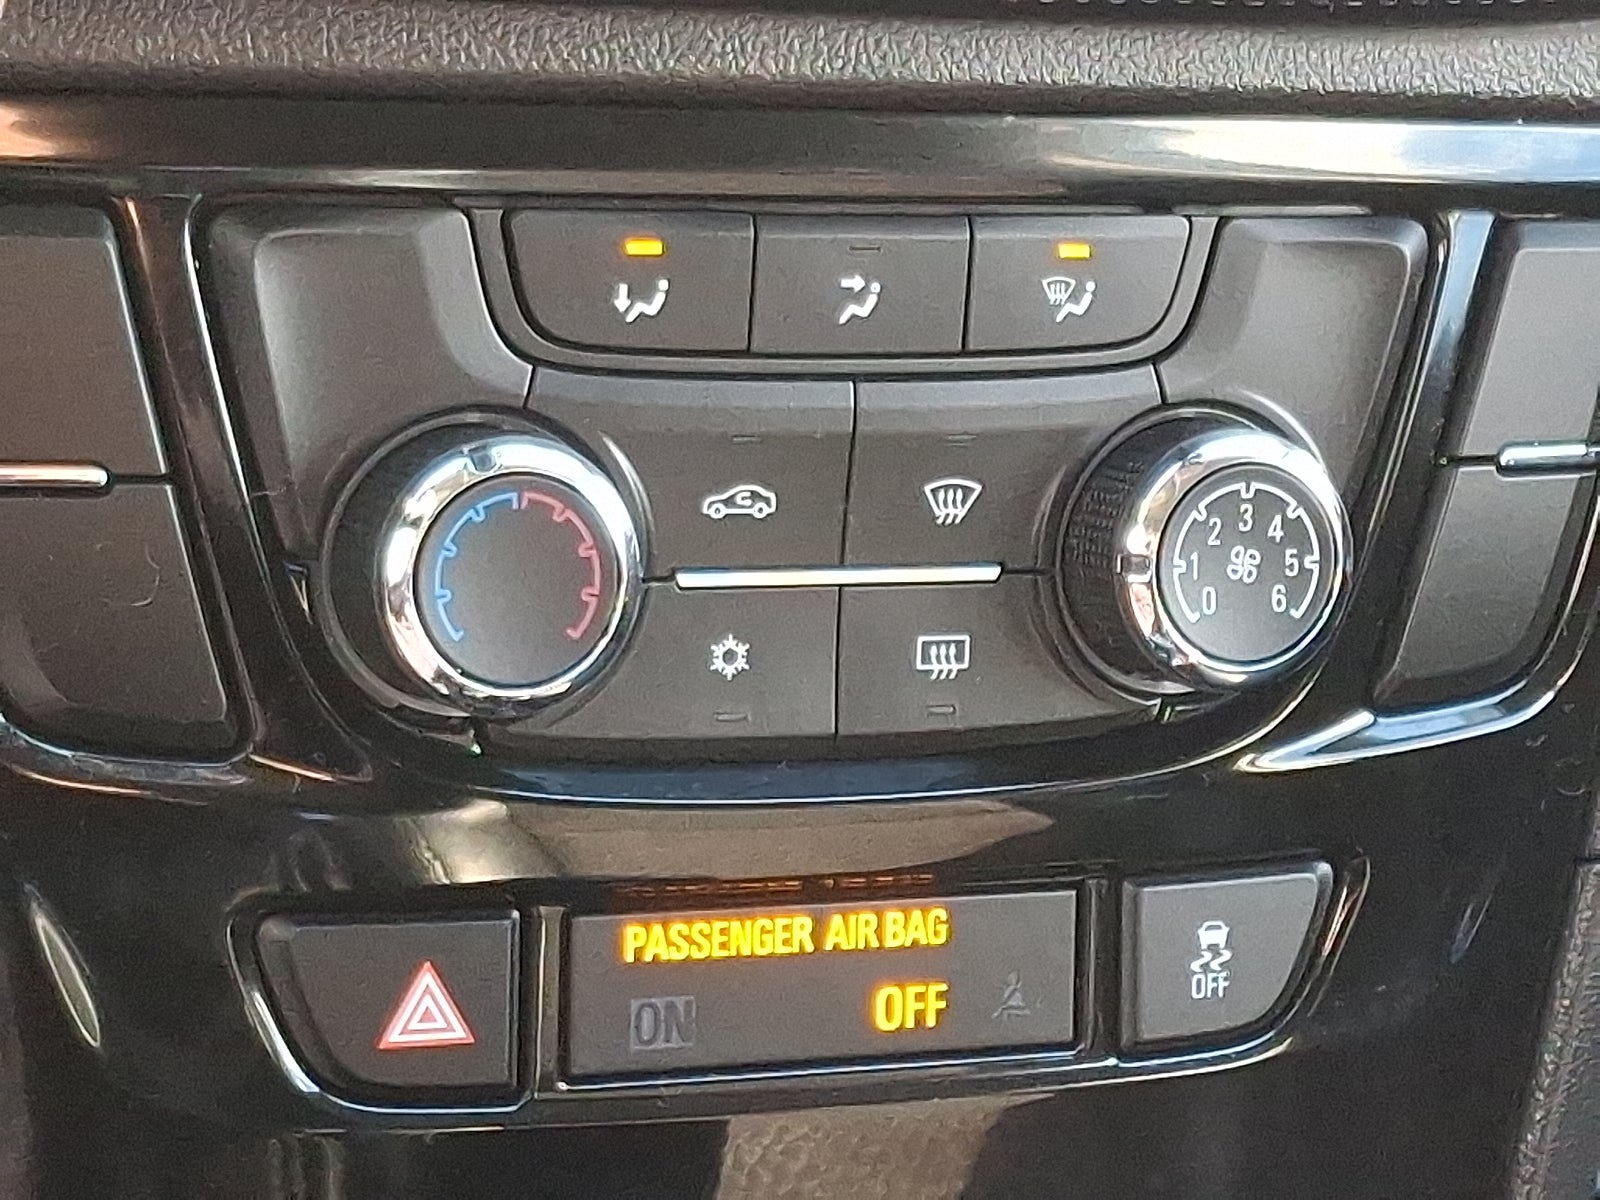 3
2 4
1 5
0 6
PASSENGER AIR BAG
ON OFF
OFF